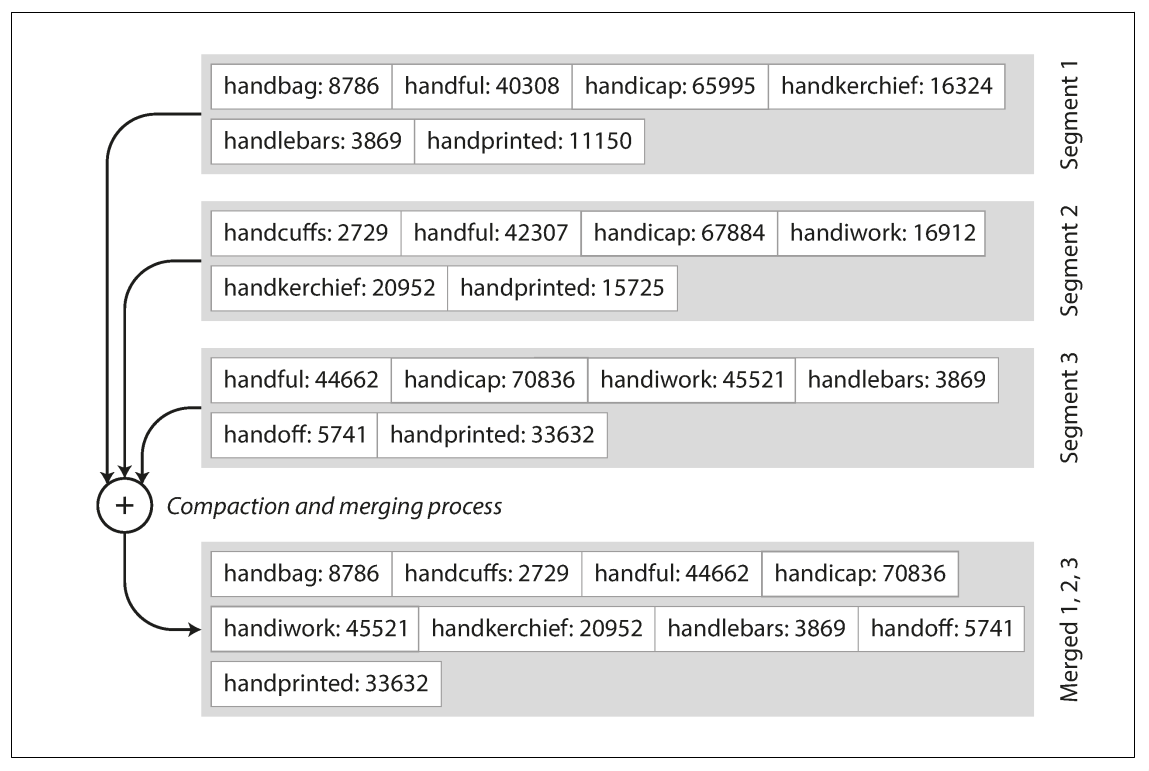 handbag: 8786 handful: 40308 handicap: 65995 handkerchief: 16324
handlebars: 3869 handprinted: 11150
Segment 1
handcuffs: 2729 handful: 42307 handicap: 67884 handiwork: 16912
handkerchief: 20952 handprinted: 15725
Segment 2
handful: 44662 handicap: 70836 handiwork: 45521 handlebars: 3869
handoff: 5741 handprinted: 33632
Segment 3
+ Compaction and merging process
handbag: 8786 handcuffs: 2729 handful: 44662 handicap: 70836
handiwork: 45521 handkerchief: 20952 handlebars: 3869 handoff: 5741
handprinted: 33632
Merged 1, 2, 3